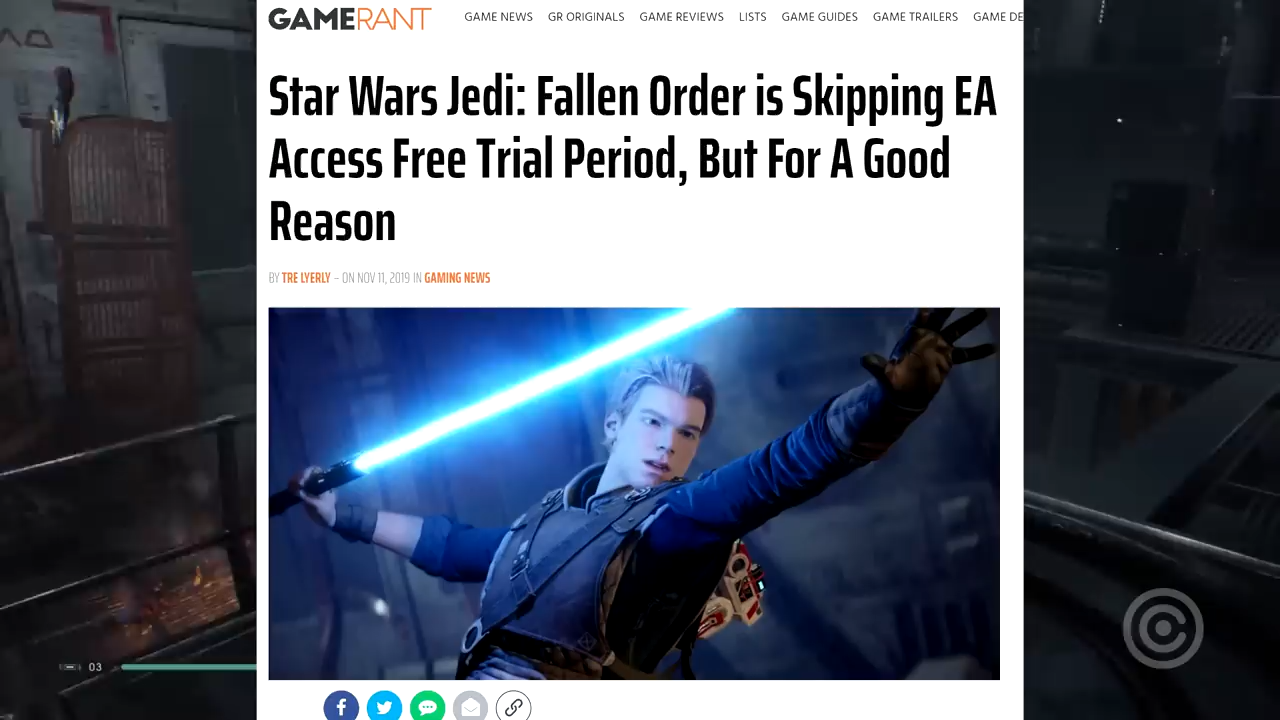 GAMERANT
GAME NEWS GR ORIGINALS GAME REVIEWS LISTS GAME GUIDES GAME TRAILERS GAME DE
Star Wars Jedi: Fallen Order is Skipping EA
Access Free Trial Period, But For A Good
Reason
BY TRE LYERLY – ON NOV 11, 2019 IN GAMING NEWS
03